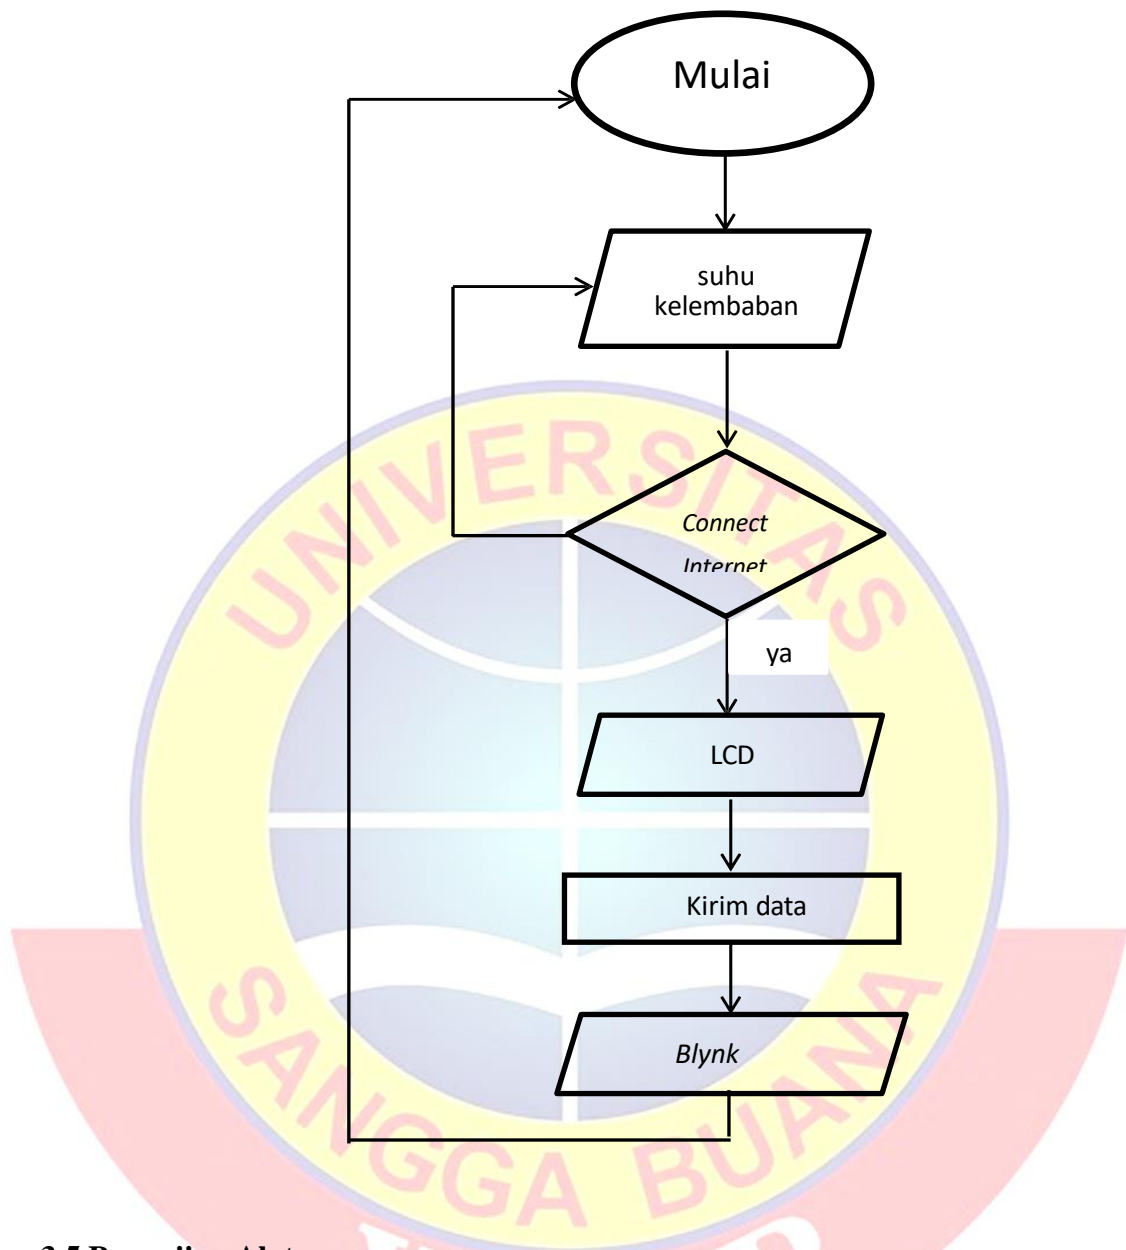 Mulai
suhu
kelembaban
Connect
Internet
ya
LCD
Kirim data
Blynk
UNIVERSITAS
SANGGA BUANA